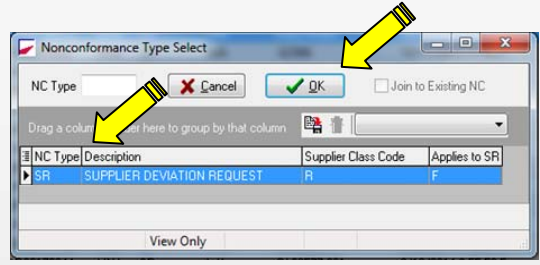 Nonconformance Type Select
NC Type Cancel OK Join to Existing NC
Drag a column header here to group by that column
NC Type Description Supplier Class Code Applies to SR
SR SUPPLIER DEVIATION REQUEST R F
View Only